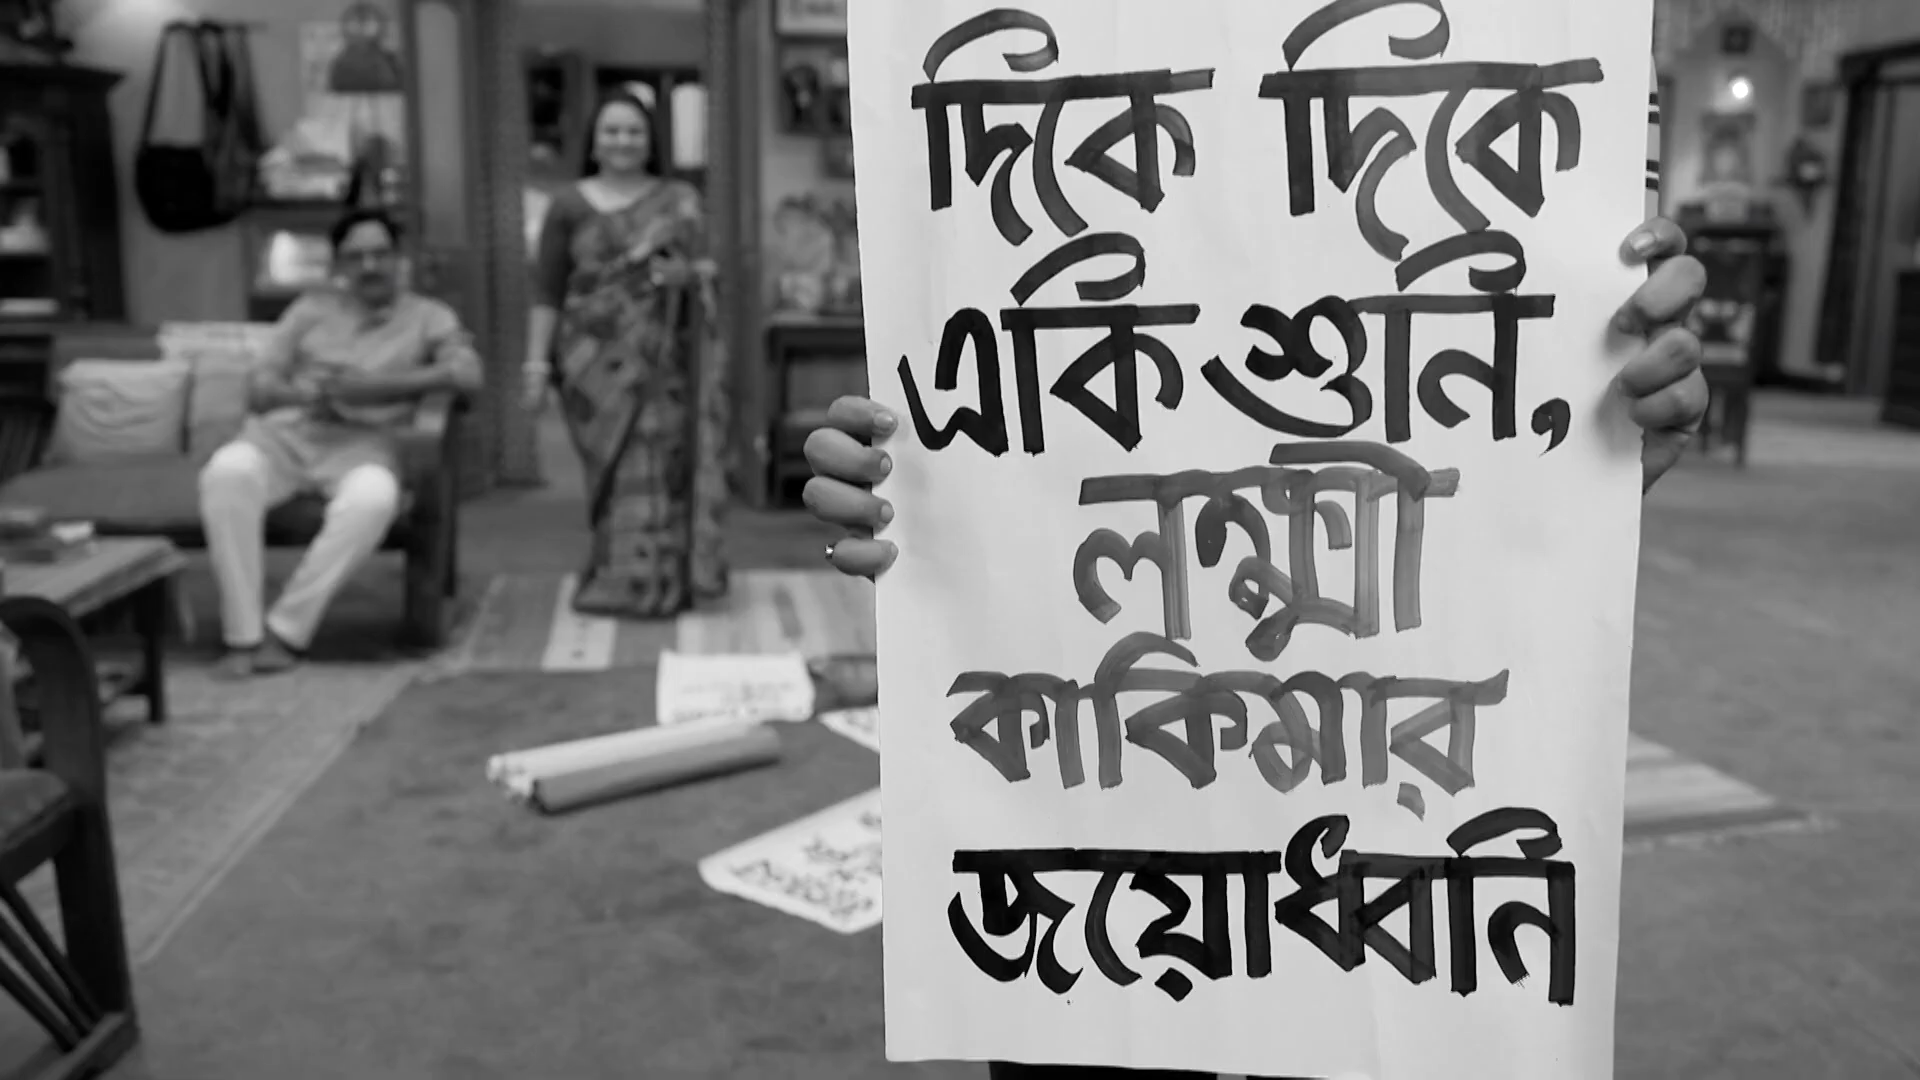 দিকে দিকে
একি শুনি,
লক্ষ্মী
কাকিমার
জয়োধ্বনি